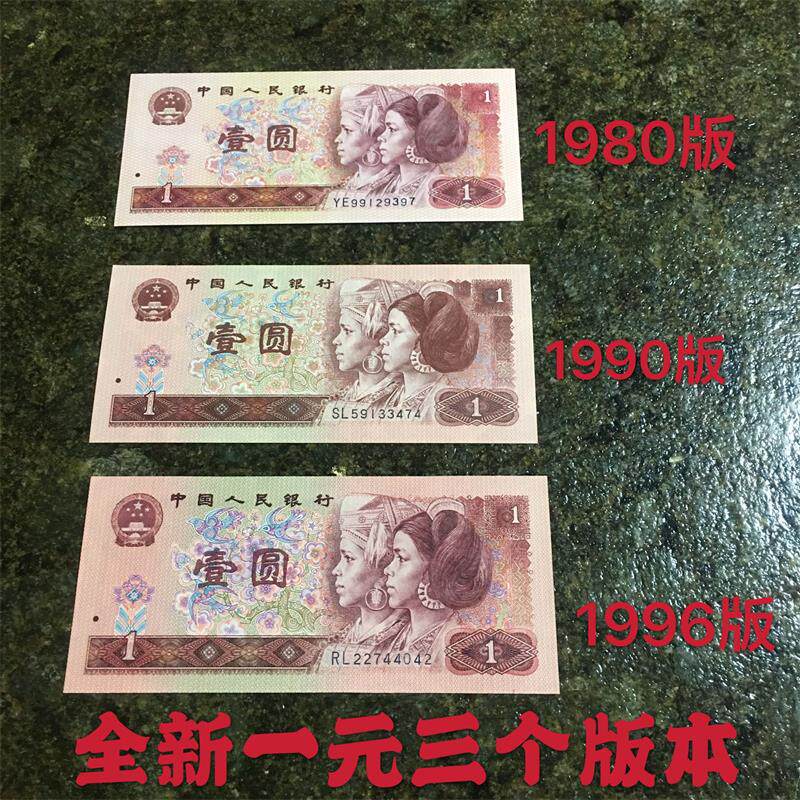 中国人民银行
1
壹圆
1980版
1
1
YE99129397
中国人民银行
1
壹圆
1990版
1
1
SL59133474
中国人民银行
1
壹圆
1996版
1
1
RL22744042
全新一元三个版本